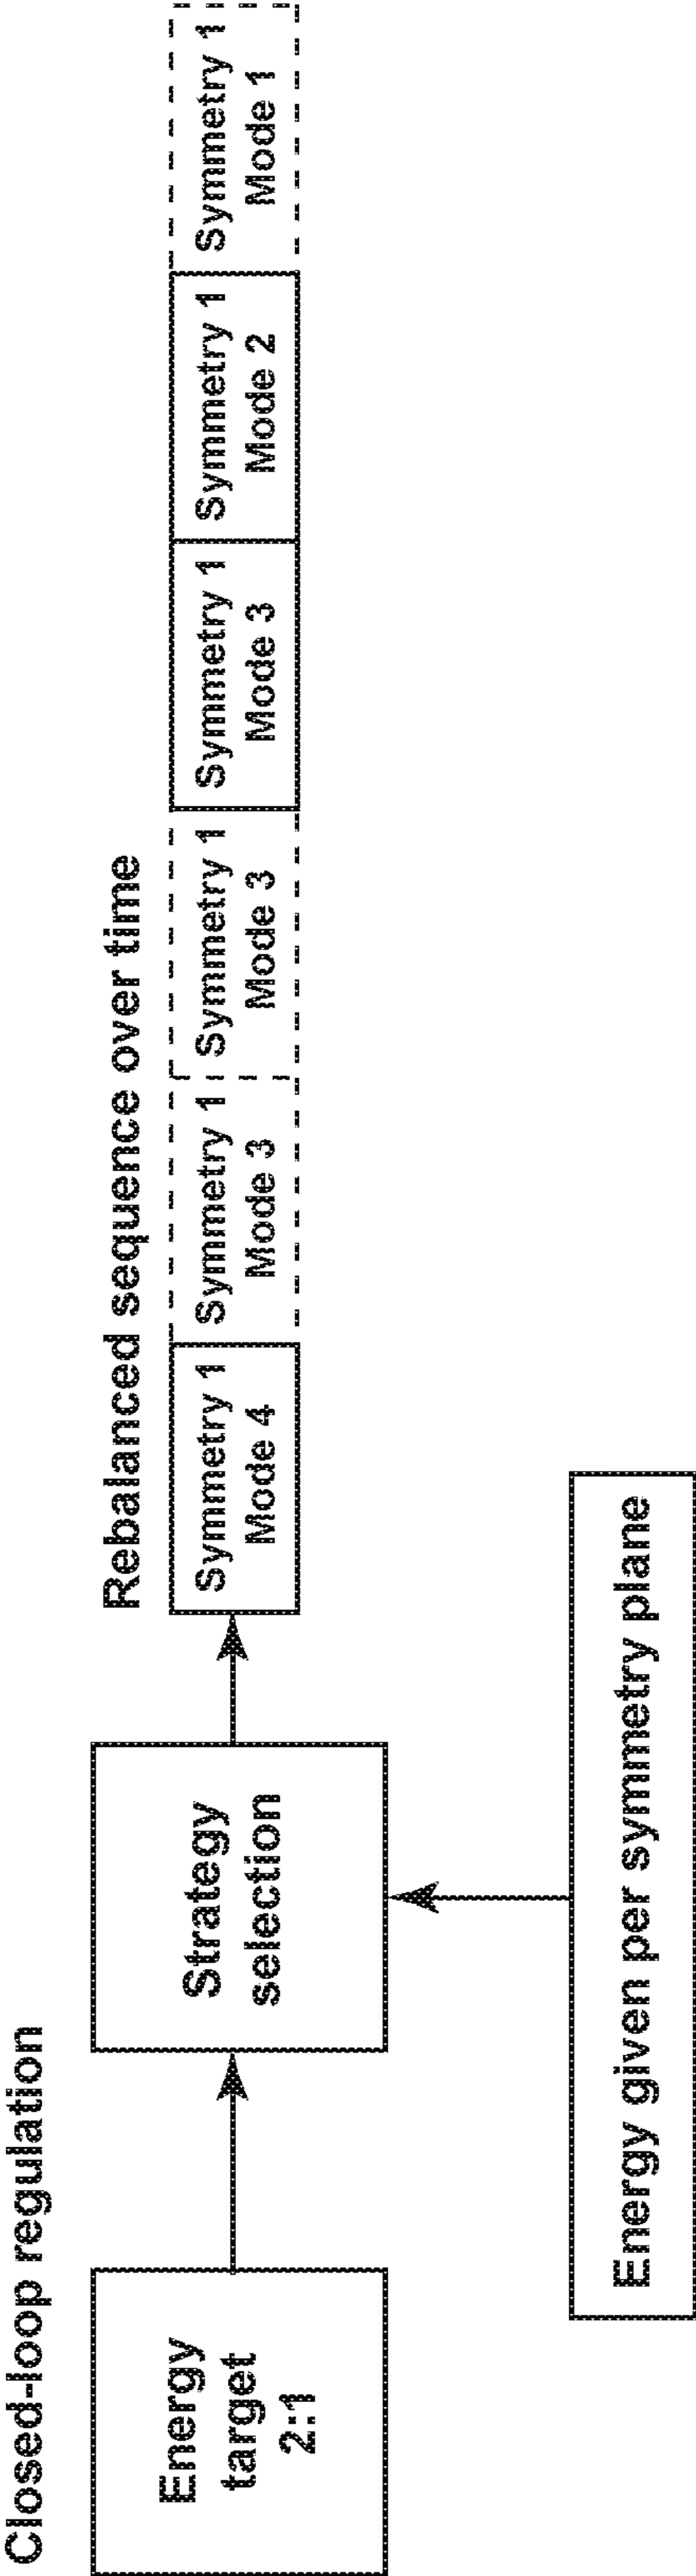 Closed-loop regulation
Energy
target
2:1
Strategy
selection
Energy given per symmetry plane
Rebalanced sequence over time
Symmetry 1
Mode 4
Symmetry 1
Mode 3
Symmetry 1
Mode 3
Symmetry 1
Mode 3
Symmetry 1
Mode 2
Symmetry 1
Mode 1